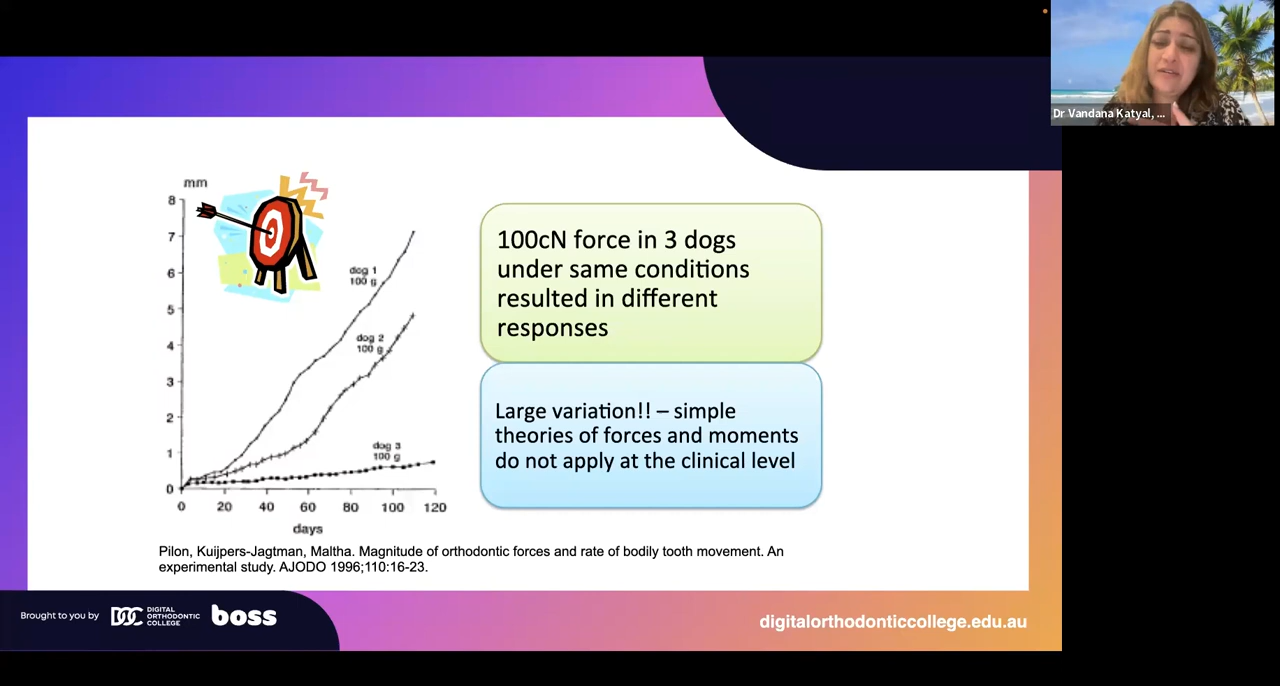 Dr Vandana Katyal, ...
mm
8
7
6
5
4
3
2
1
0
0 20 40 60 80 100 120
days
dog 1
100 g
dog 2
100 g
dog 3
100 g
100cN force in 3 dogs
under same conditions
resulted in different
responses
Large variation!! – simple
theories of forces and moments
do not apply at the clinical level
Pilon, Kuijpers-Jagtman, Maltha. Magnitude of orthodontic forces and rate of bodily tooth movement. An
experimental study. AJODO 1996;110:16-23.
Brought to you by
DOC
DIGITAL
ORTHODONTIC
COLLEGE
boss
digitalorthodonticcollege.edu.au